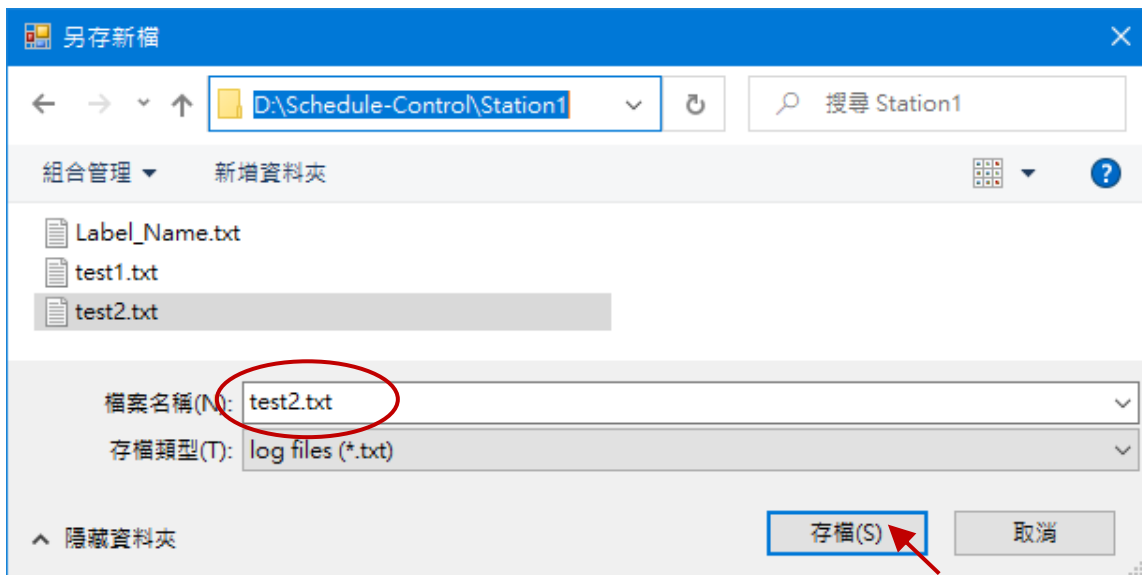 另存新檔
D:\Schedule-Control\Station1
搜尋 Station1
組合管理
新增資料夾
?
Label_Name.txt
test1.txt
test2.txt
檔案名稱(N): test2.txt
存檔類型(T): log files (*.txt)
隱藏資料夾
存檔(S)
取消